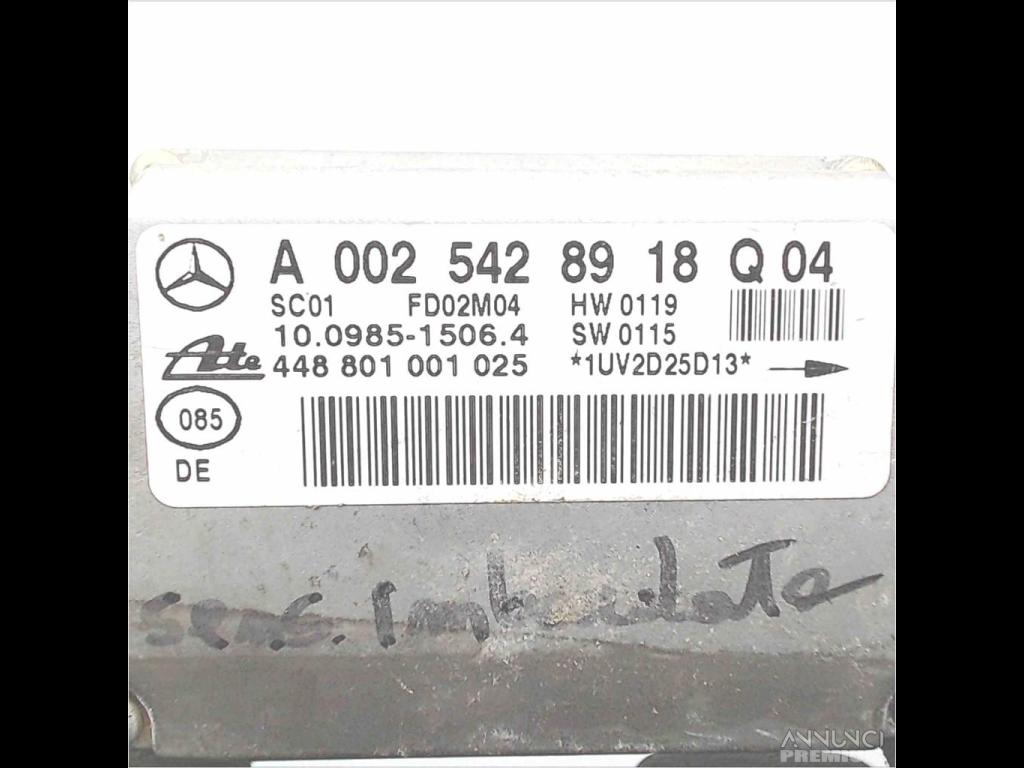 A 002 542 89 18 Q 04
SC01 FD02M04 HW 0119
10.0985-1506.4 SW 0115
Ate 448 801 001 025 *1UV2D25D13*
085
DE
sens. Imbardata
ANNUNCI
PREMI